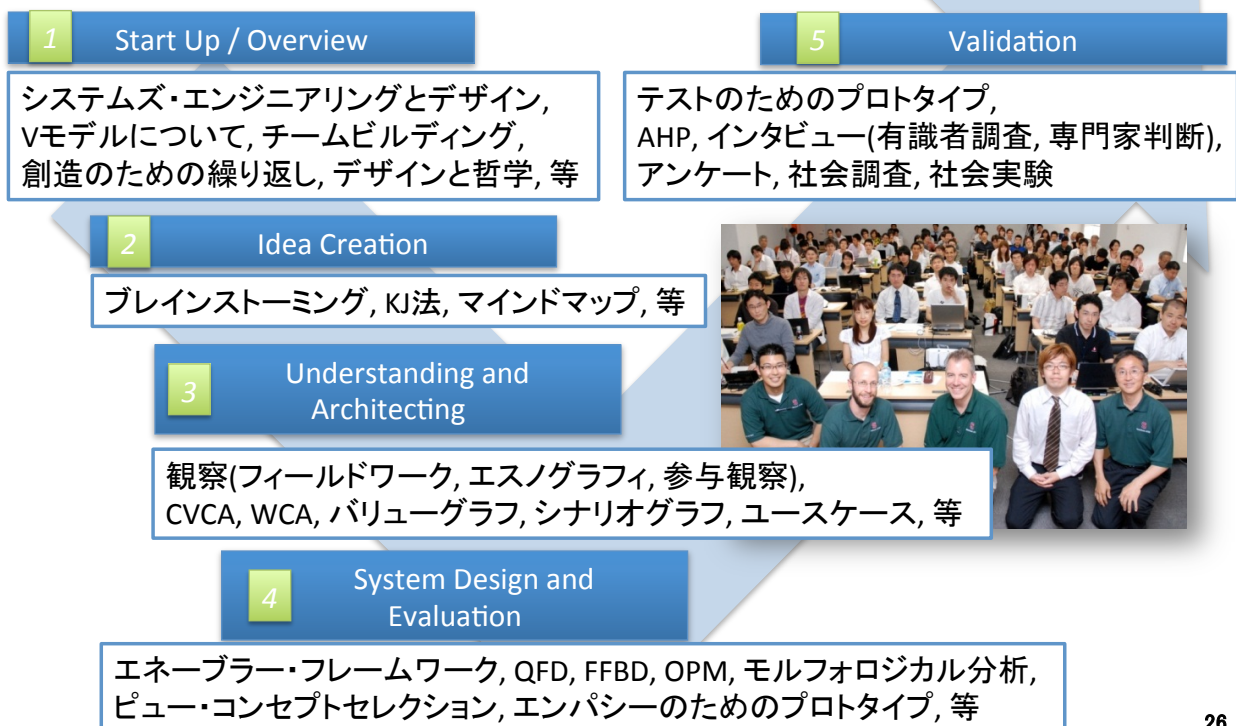 1 Start Up / Overview
システムズ・エンジニアリングとデザイン,
Vモデルについて, チームビルディング,
創造のための繰り返し, デザインと哲学, 等
2 Idea Creation
ブレインストーミング, KJ法, マインドマップ, 等
3 Understanding and
Architecting
観察(フィールドワーク, エスノグラフィ, 参与観察),
CVCA, WCA, バリューグラフ, シナリオグラフ, ユースケース, 等
4 System Design and
Evaluation
エネーブラー・フレームワーク, QFD, FFBD, OPM, モルフォロジカル分析,
ピュー・コンセプトセレクション, エンパシーのためのプロトタイプ, 等
5 Validation
テストのためのプロトタイプ,
AHP, インタビュー(有識者調査, 専門家判断),
アンケート, 社会調査, 社会実験
26